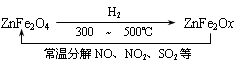 H₂
ZnFe₂O₄ ZnFe₂Ox
300 ~ 500℃
常温分解 NO、NO₂、SO₂ 等